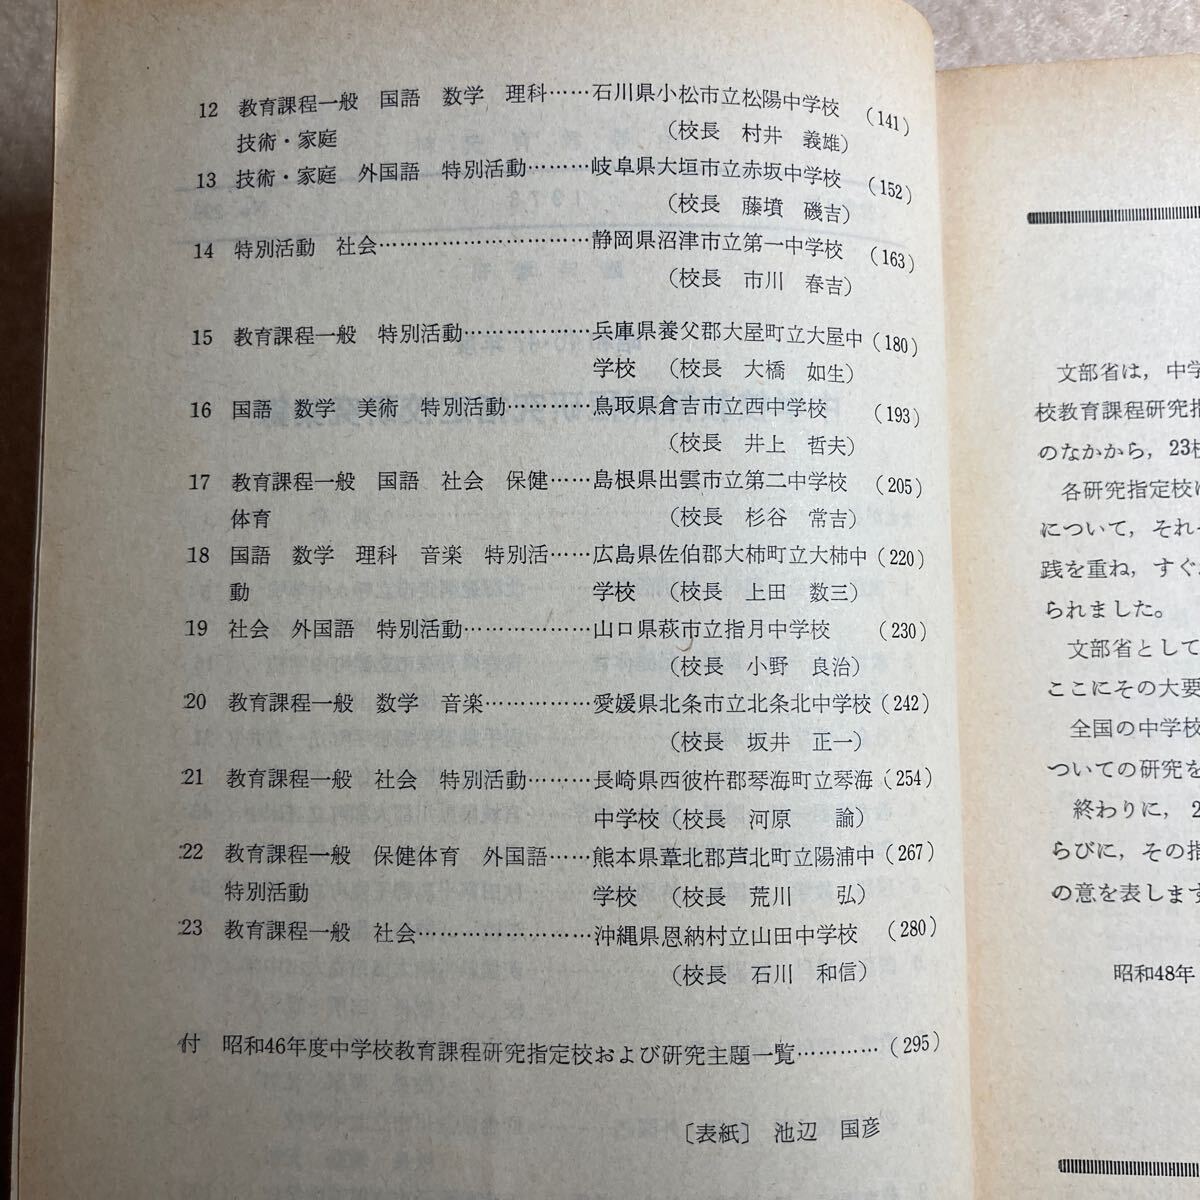 12 教育課程一般 国語 数学 理科……石川県小松市立松陽中学校 (141)
技術・家庭 (校長 村井 義雄)
13 技術・家庭 外国語 特別活動………岐阜県大垣市立赤坂中学校 (152)
(校長 藤墳 磯吉)
14 特別活動 社会…………………………静岡県沼津市立第一中学校 (163)
(校長 市川 春吉)
15 教育課程一般 特別活動………………兵庫県養父郡大屋町立大屋中 (180)
学校 (校長 大橋 如生)
16 国語 数学 美術 特別活動…………鳥取県倉吉市立西中学校 (193)
(校長 井上 哲夫)
17 教育課程一般 国語 社会 保健……島根県出雲市立第二中学校 (205)
体育 (校長 杉谷 常吉)
18 国語 数学 理科 音楽 特別活……広島県佐伯郡大柿町立大柿中 (220)
動 学校 (校長 上田 数三)
19 社会 外国語 特別活動………………山口県萩市立指月中学校 (230)
(校長 小野 良治)
20 教育課程一般 数学 音楽……………愛媛県北条市立北条北中学校 (242)
(校長 坂井 正一)
21 教育課程一般 社会 特別活動………長崎県西彼杵郡琴海町立琴海 (254)
中学校 (校長 河原 諭)
22 教育課程一般 保健体育 外国語……熊本県葦北郡芦北町立陽浦中 (267)
特別活動 学校 (校長 荒川 弘)
23 教育課程一般 社会……………………沖縄県恩納村立山田中学校 (280)
(校長 石川 和信)
付 昭和46年度中学校教育課程研究指定校および研究主題一覧………… (295)
〔表紙〕 池辺 国彦
文部省は,中学
校教育課程研究指
のなかから,23校
各研究指定校は
について,それぞ
践を重ね,すぐ
られました。
文部省として
ここにその大要
全国の中学校
ついての研究を
終わりに,2
らびに,その指
の意を表します
昭和48年